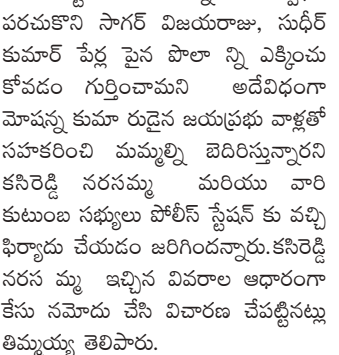 పరచుకొని సాగర్ విజయరాజు, సుధీర్
కుమార్ పేర్ల పైన పొలా న్ని ఎక్కించు
కోవడం గుర్తించామని అదేవిధంగా
మోషన్న కుమా రుడైన జయప్రభు వాళ్లతో
సహకరించి మమ్మల్ని బెదిరిస్తున్నారని
కసిరెడ్డి నరసమ్మ మరియు వారి
కుటుంబ సభ్యులు పోలీస్ స్టేషన్ కు వచ్చి
ఫిర్యాదు చేయడం జరిగిందన్నారు.కసిరెడ్డి
నరస మ్మ ఇచ్చిన వివరాల ఆధారంగా
కేసు నమోదు చేసి విచారణ చేపట్టినట్లు
తిమ్మయ్య తెలిపారు.